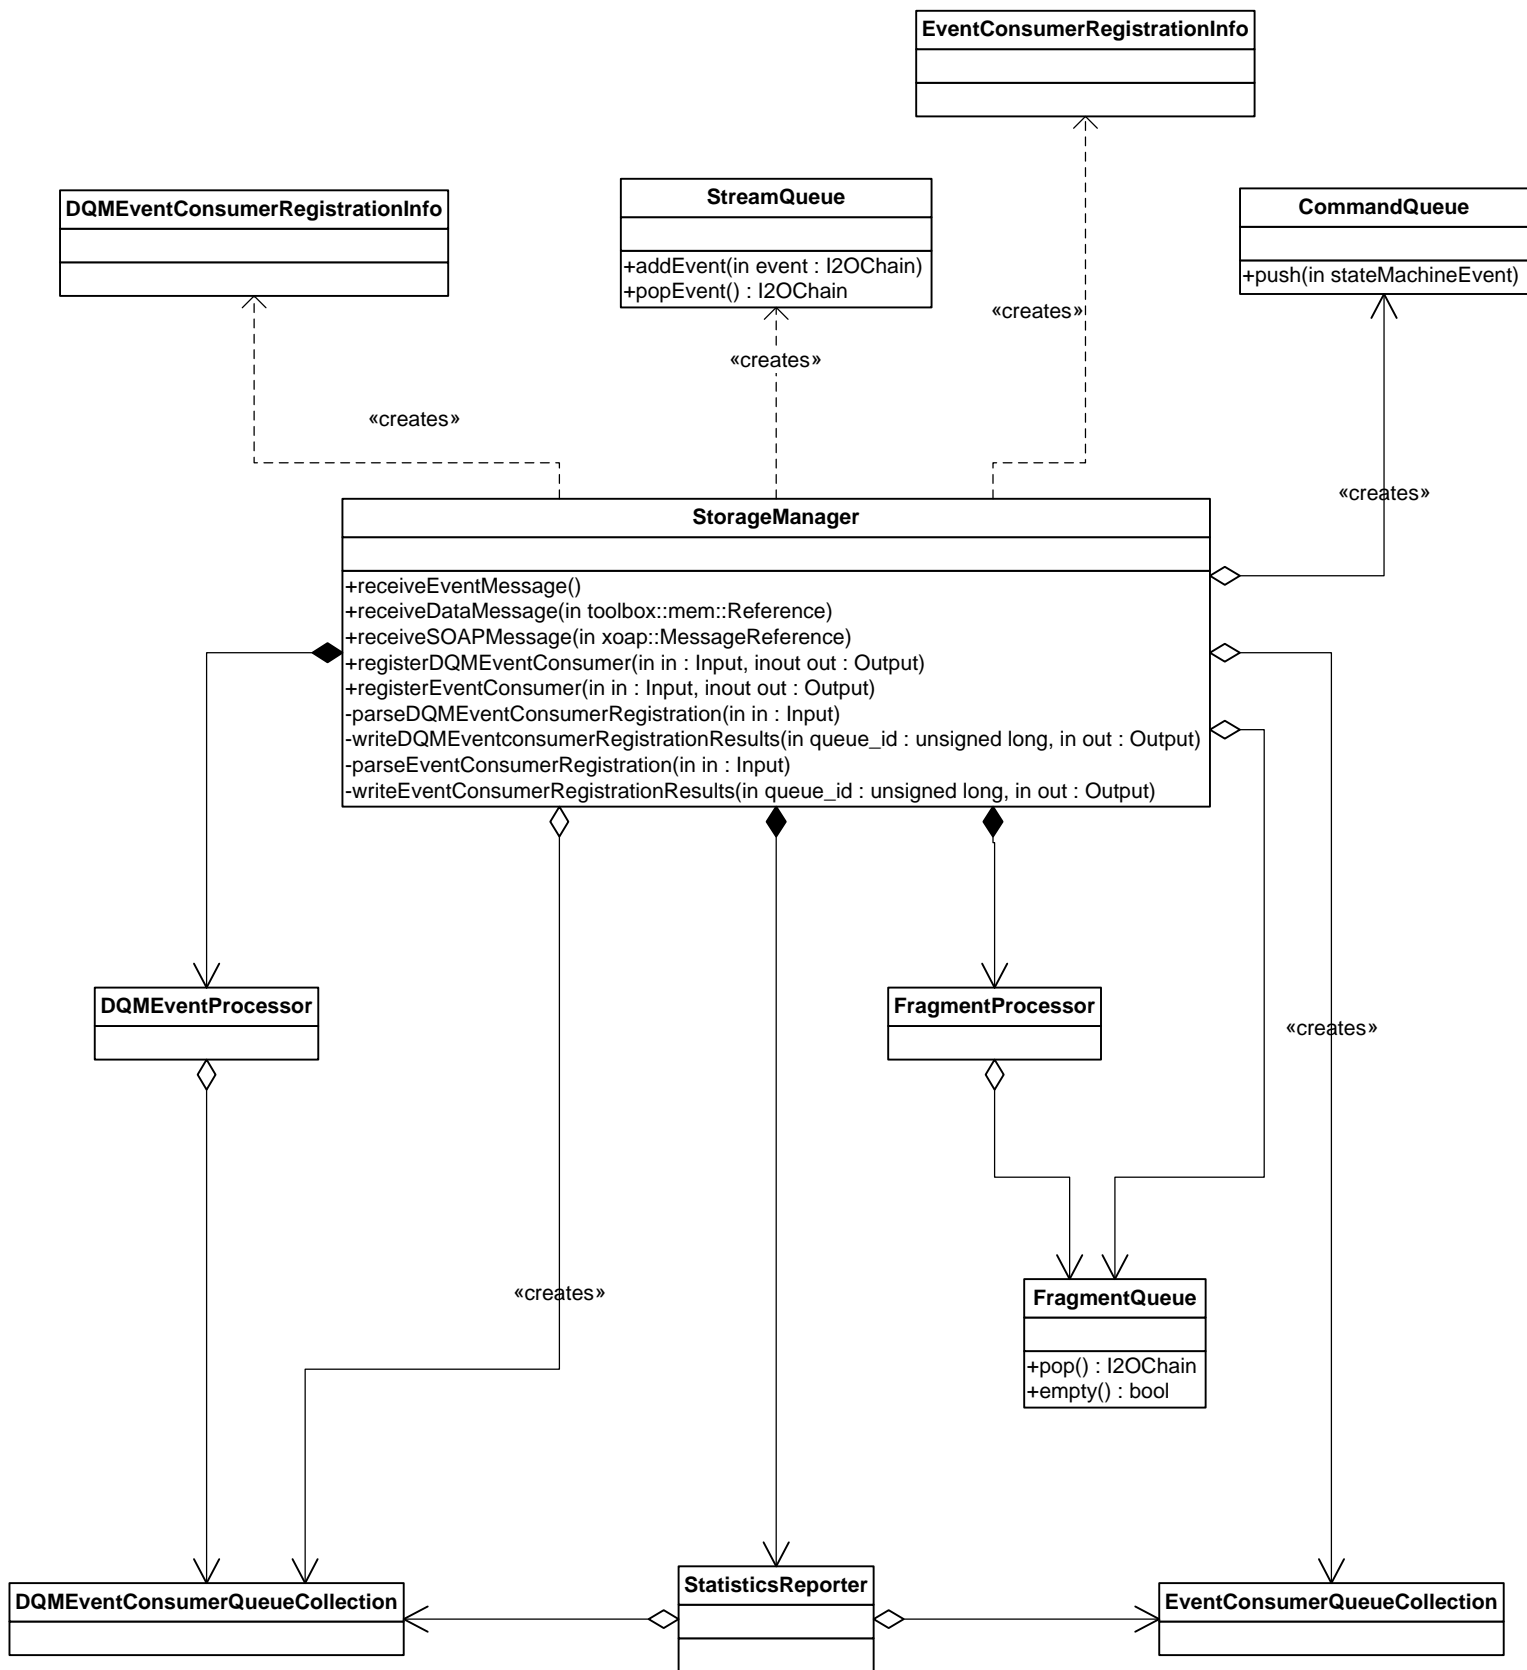 EventConsumerRegistrationInfo
DQMEventConsumerRegistrationInfo
StreamQueue
+addEvent(in event : I2OChain)
+popEvent() : I2OChain
CommandQueue
+push(in stateMachineEvent)
«creates»
«creates»
«creates»
«creates»
StorageManager
+receiveEventMessage()
+receiveDataMessage(in toolbox::mem::Reference)
+receiveSOAPMessage(in xoap::MessageReference)
+registerDQMEventConsumer(in in : Input, inout out : Output)
+registerEventConsumer(in in : Input, inout out : Output)
-parseDQMEventConsumerRegistration(in in : Input)
-writeDQMEventconsumerRegistrationResults(in queue_id : unsigned long, in out : Output)
-parseEventConsumerRegistration(in in : Input)
-writeEventConsumerRegistrationResults(in queue_id : unsigned long, in out : Output)
DQMEventProcessor
FragmentProcessor
«creates»
«creates»
FragmentQueue
+pop() : I2OChain
+empty() : bool
DQMEventConsumerQueueCollection
StatisticsReporter
EventConsumerQueueCollection